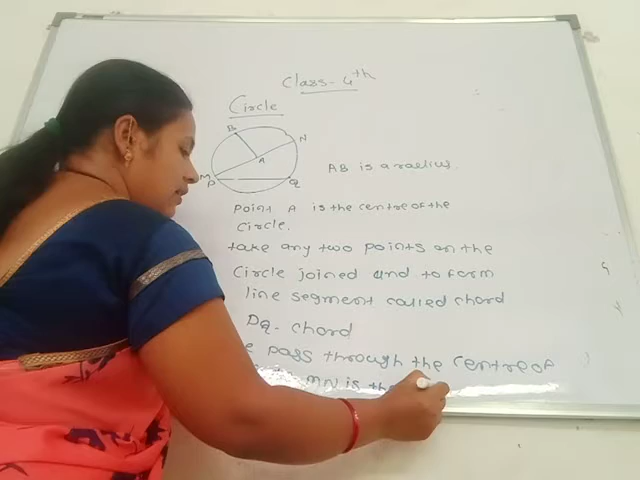 Class-4th
Circle
B
N
A
M
P
Q
AB is a radius.
Point A is the centre of the
Circle.
take any two points on the
Circle joined and to form
line segment called chord
PQ - chord
pass through the centre of
MN is the